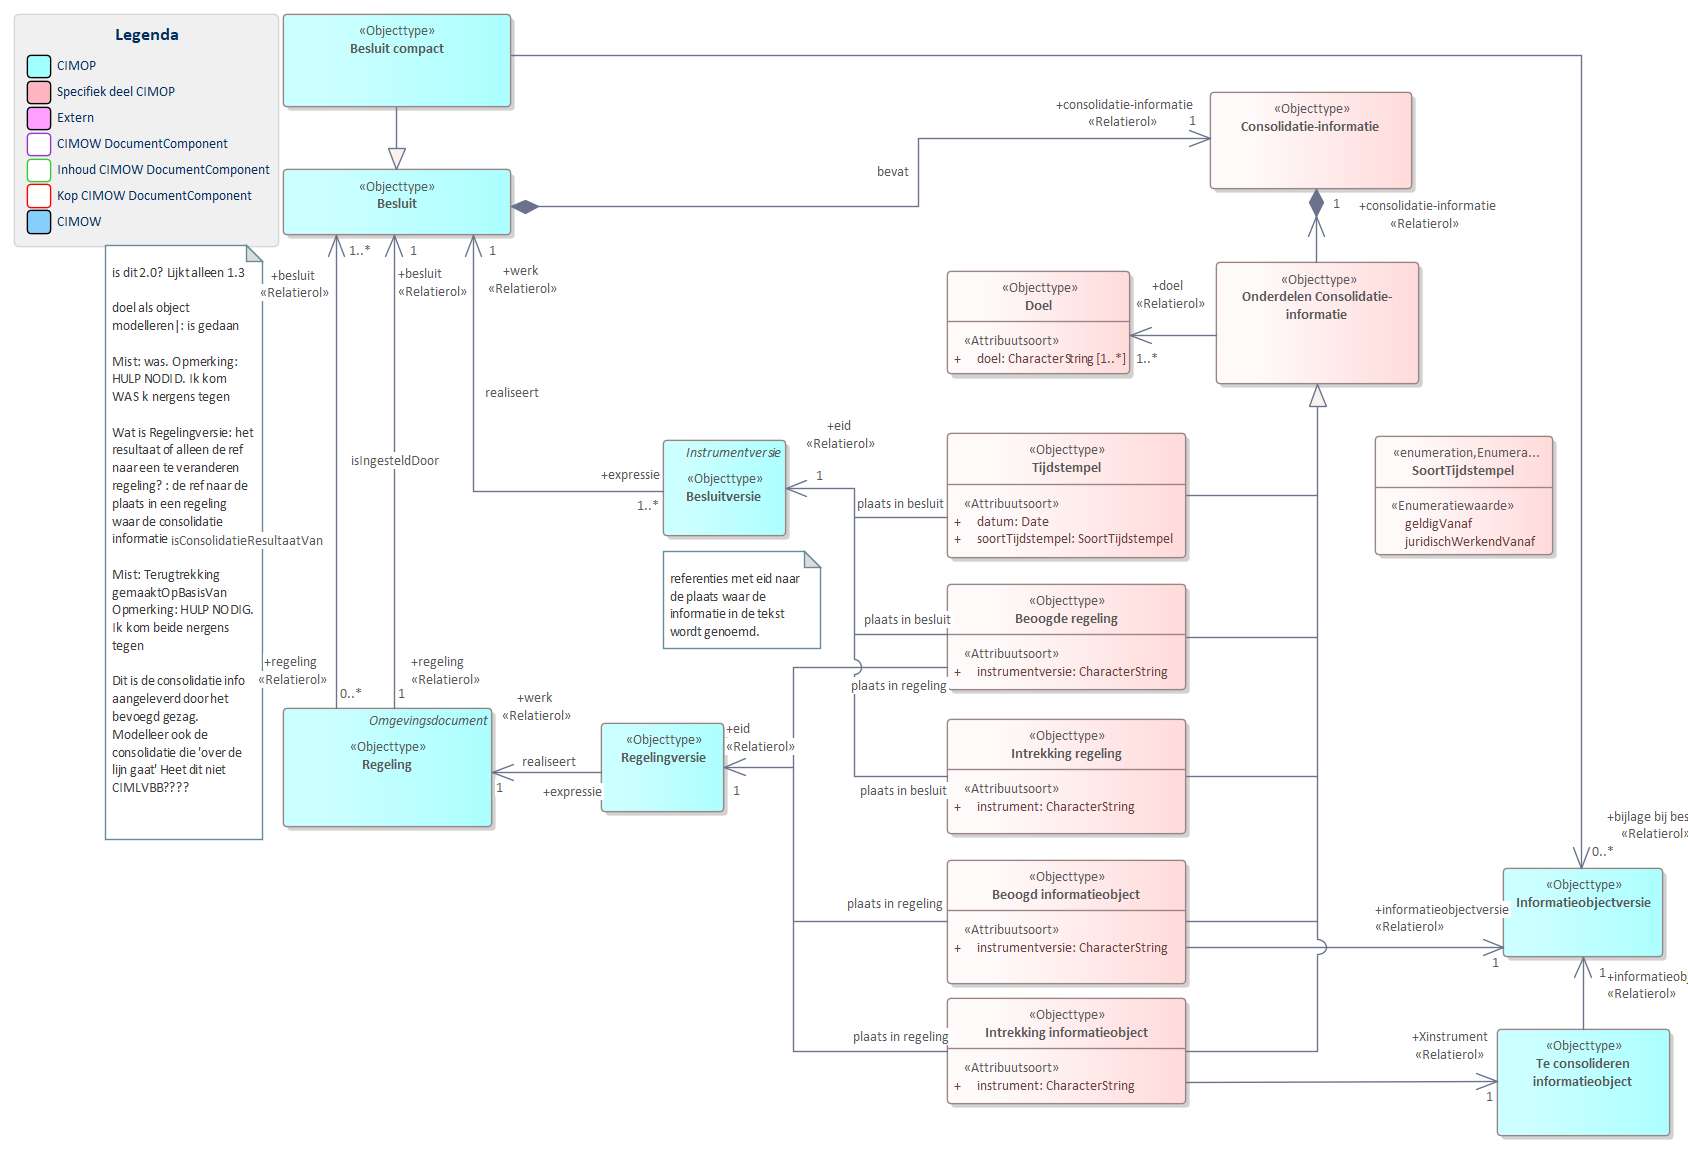 Legenda
CIMOP
Specifiek deel CIMOP
Extern
CIMOW DocumentComponent
Inhoud CIMOW DocumentComponent
Kop CIMOW DocumentComponent
CIMOW
«Objecttype»
Besluit compact
«Objecttype»
Besluit
bevat
+consolidatie-informatie
«Relatierol»
1
«Objecttype»
Consolidatie-informatie
1
+consolidatie-informatie
«Relatierol»
«Objecttype»
Onderdelen Consolidatie-
informatie
+doel
«Relatierol»
1..*
«Objecttype»
Doel
«Attribuutsoort»
+ doel: CharacterString [1..*]
is dit 2.0? Lijkt alleen 1.3
doel als object
modelleren|: is gedaan
Mist: was. Opmerking:
HULP NODID. Ik kom
WAS k nergens tegen
Wat is Regelingversie: het
resultaat of alleen de ref
naar een te veranderen
regeling? : de ref naar de
plaats in een regeling
waar de consolidatie
informatie
Mist: Terugtrekking
gemaaktOpBasisVan
Opmerking: HULP NODIG.
Ik kom beide nergens
tegen
Dit is de consolidatie info
aangeleverd door het
bevoegd gezag.
Modelleer ook de
consolidatie die 'over de
lijn gaat' Heet dit niet
CIMLVBB????
1..*
+besluit
«Relatierol»
1
+besluit
«Relatierol»
1
+werk
«Relatierol»
realiseert
isIngesteldDoor
isConsolidatieResultaatVan
+expressie
1..*
Instrumentversie
«Objecttype»
Besluitversie
+eid
«Relatierol»
1
referenties met eid naar
de plaats waar de
informatie in de tekst
wordt genoemd.
plaats in besluit
«Objecttype»
Tijdstempel
«Attribuutsoort»
+ datum: Date
+ soortTijdstempel: SoortTijdstempel
«enumeration,Enumera...
SoortTijdstempel
«Enumeratiewaarde»
geldigVanaf
juridischWerkendVanaf
plaats in besluit
«Objecttype»
Beoogde regeling
«Attribuutsoort»
+ instrumentversie: CharacterString
plaats in regeling
+regeling
«Relatierol»
0..*
+regeling
«Relatierol»
1
Omgevingsdocument
«Objecttype»
Regeling
+werk
«Relatierol»
1
realiseert
+expressie
«Objecttype»
Regelingversie
+eid
«Relatierol»
1
«Objecttype»
Intrekking regeling
«Attribuutsoort»
+ instrument: CharacterString
plaats in besluit
plaats in regeling
«Objecttype»
Beoogd informatieobject
«Attribuutsoort»
+ instrumentversie: CharacterString
plaats in regeling
«Objecttype»
Intrekking informatieobject
«Attribuutsoort»
+ instrument: CharacterString
+bijlage bij bes
«Relatierol»
0..*
«Objecttype»
Informatieobjectversie
+informatieobjectversie
«Relatierol»
1
1
+informatieobj
«Relatierol»
+Xinstrument
«Relatierol»
1
«Objecttype»
Te consolideren
informatieobject